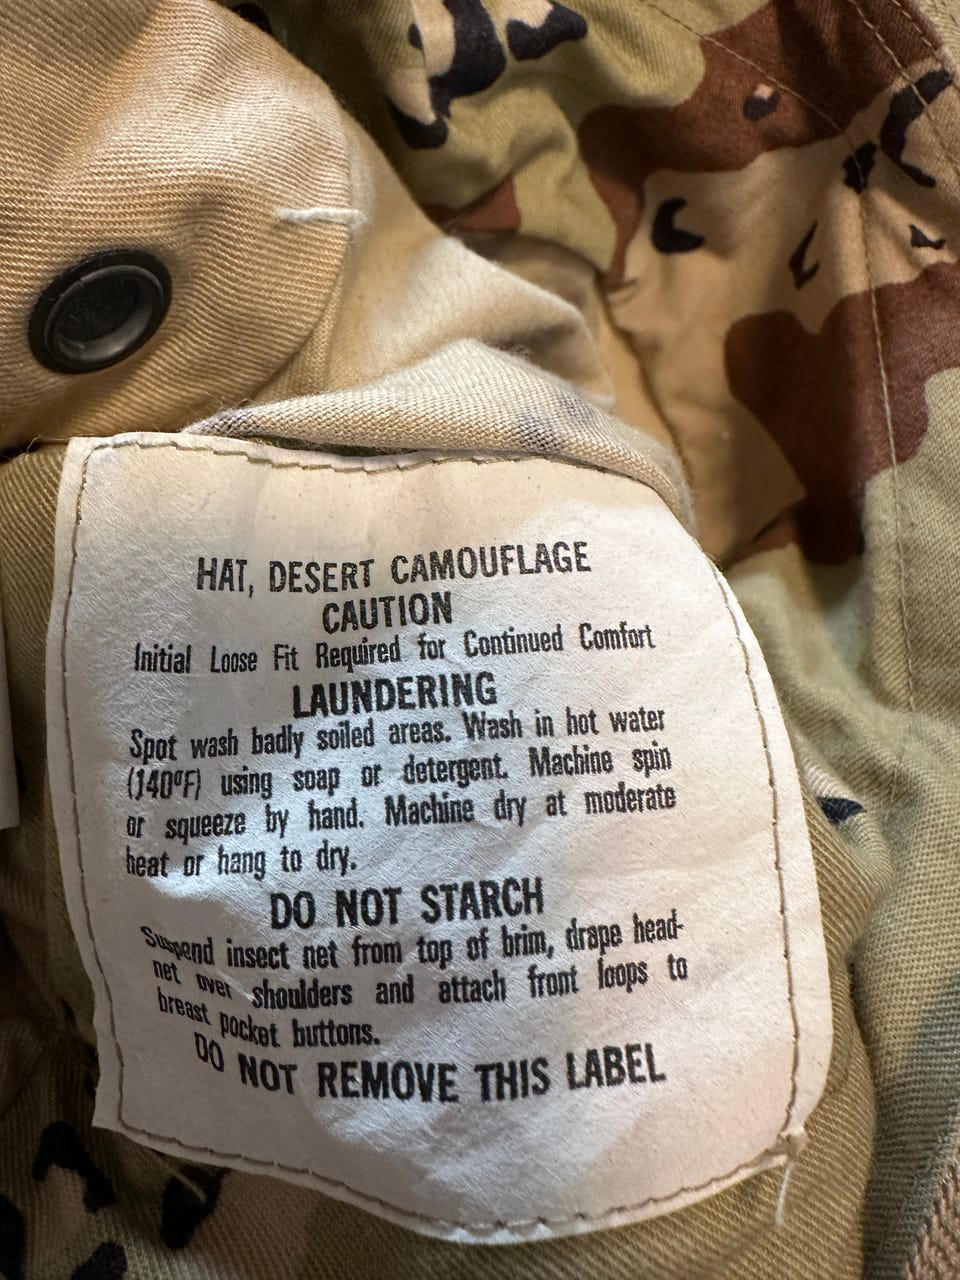 HAT, DESERT CAMOUFLAGE
CAUTION
Initial Loose Fit Required for Continued Comfort
LAUNDERING
Spot wash badly soiled areas. Wash in hot water
(140ºF) using soap or detergent. Machine spin
or squeeze by hand. Machine dry at moderate
heat or hang to dry.
DO NOT STARCH
Suspend insect net from top of brim, drape head-
net over shoulders and attach front loops to
breast pocket buttons.
DO NOT REMOVE THIS LABEL